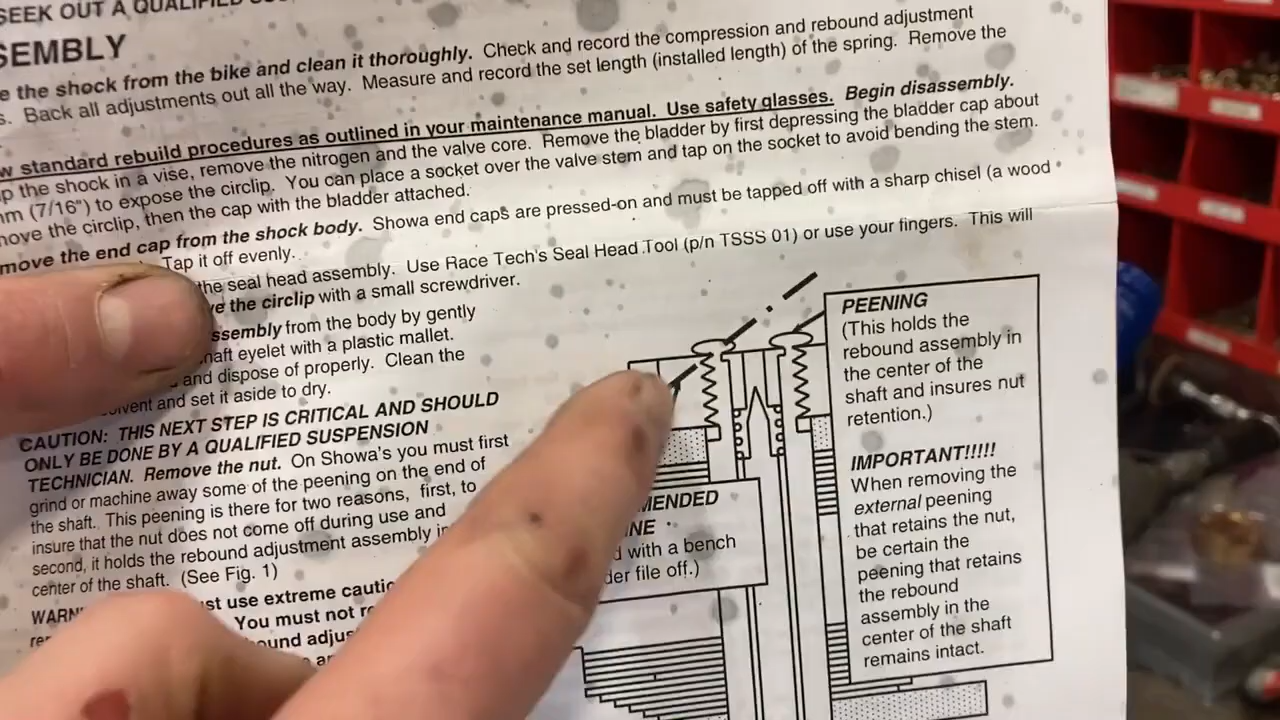 SEEK OUT A QUALIFIED
SEMBLY
the shock from the bike and clean it thoroughly. Check and record the compression and rebound adjustment
Back all adjustments out all the way. Measure and record the set length (installed length) of the spring. Remove the
standard rebuild procedures as outlined in your maintenance manual. Use safety glasses. Begin disassembly.
the shock in a vise, remove the nitrogen and the valve core. Remove the bladder by first depressing the bladder cap about
(7/16") to expose the circlip. You can place a socket over the valve stem and tap on the socket to avoid bending the stem.
move the circlip, then the cap with the bladder attached.
move the end cap from the shock body. Showa end caps are pressed-on and must be tapped off with a sharp chisel (a wood
Tap it off evenly.
the seal head assembly. Use Race Tech's Seal Head Tool (p/n TSSS 01) or use your fingers. This will
ve the circlip with a small screwdriver.
ssembly from the body by gently
haft eyelet with a plastic mallet.
and dispose of properly. Clean the
and set it aside to dry.
CAUTION: THIS NEXT STEP IS CRITICAL AND SHOULD
ONLY BE DONE BY A QUALIFIED SUSPENSION
TECHNICIAN. Remove the nut. On Showa's you must first
grind or machine away some of the peening on the end of
the shaft. This peening is there for two reasons, first, to
insure that the nut does not come off during use and
second, it holds the rebound adjustment assembly in
center of the shaft. (See Fig. 1)
WARN
st use extreme cautio
You must not re
ound adjus
PEENING
(This holds the
rebound assembly in
the center of the
shaft and insures nut
retention.)
IMPORTANT!!!!!
When removing the
external peening
that retains the nut,
be certain the
peening that retains
the rebound
assembly in the
center of the shaft
remains intact.
MENDED
INE
d with a bench
der file off.)